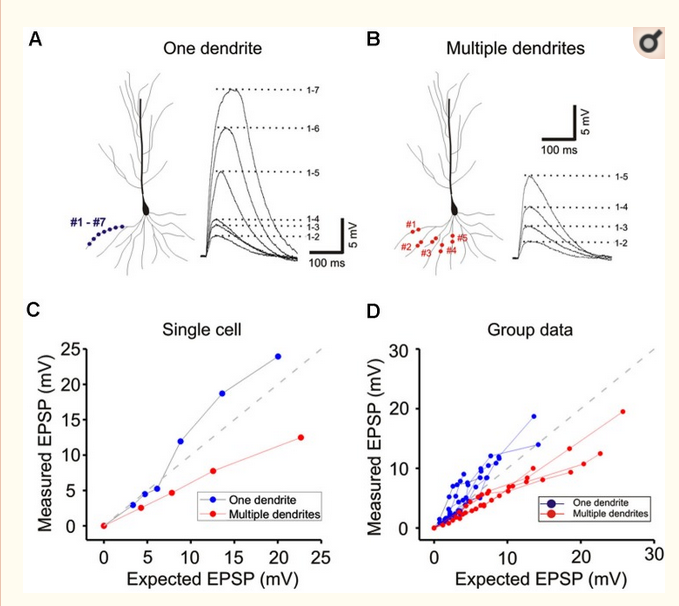 A
One dendrite
1-7
1-6
1-5
1-4
1-3
1-2
#1 - #7
5 mV
100 ms
B
Multiple dendrites
5 mV
100 ms
1-5
1-4
1-3
1-2
#1
#2
#3
#4
#5
C
Single cell
Measured EPSP (mV)
25
20
15
10
5
0
0 5 10 15 20 25
Expected EPSP (mV)
One dendrite
Multiple dendrites
D
Group data
Measured EPSP (mV)
30
20
10
0
0 10 20 30
Expected EPSP (mV)
One dendrite
Multiple dendrites